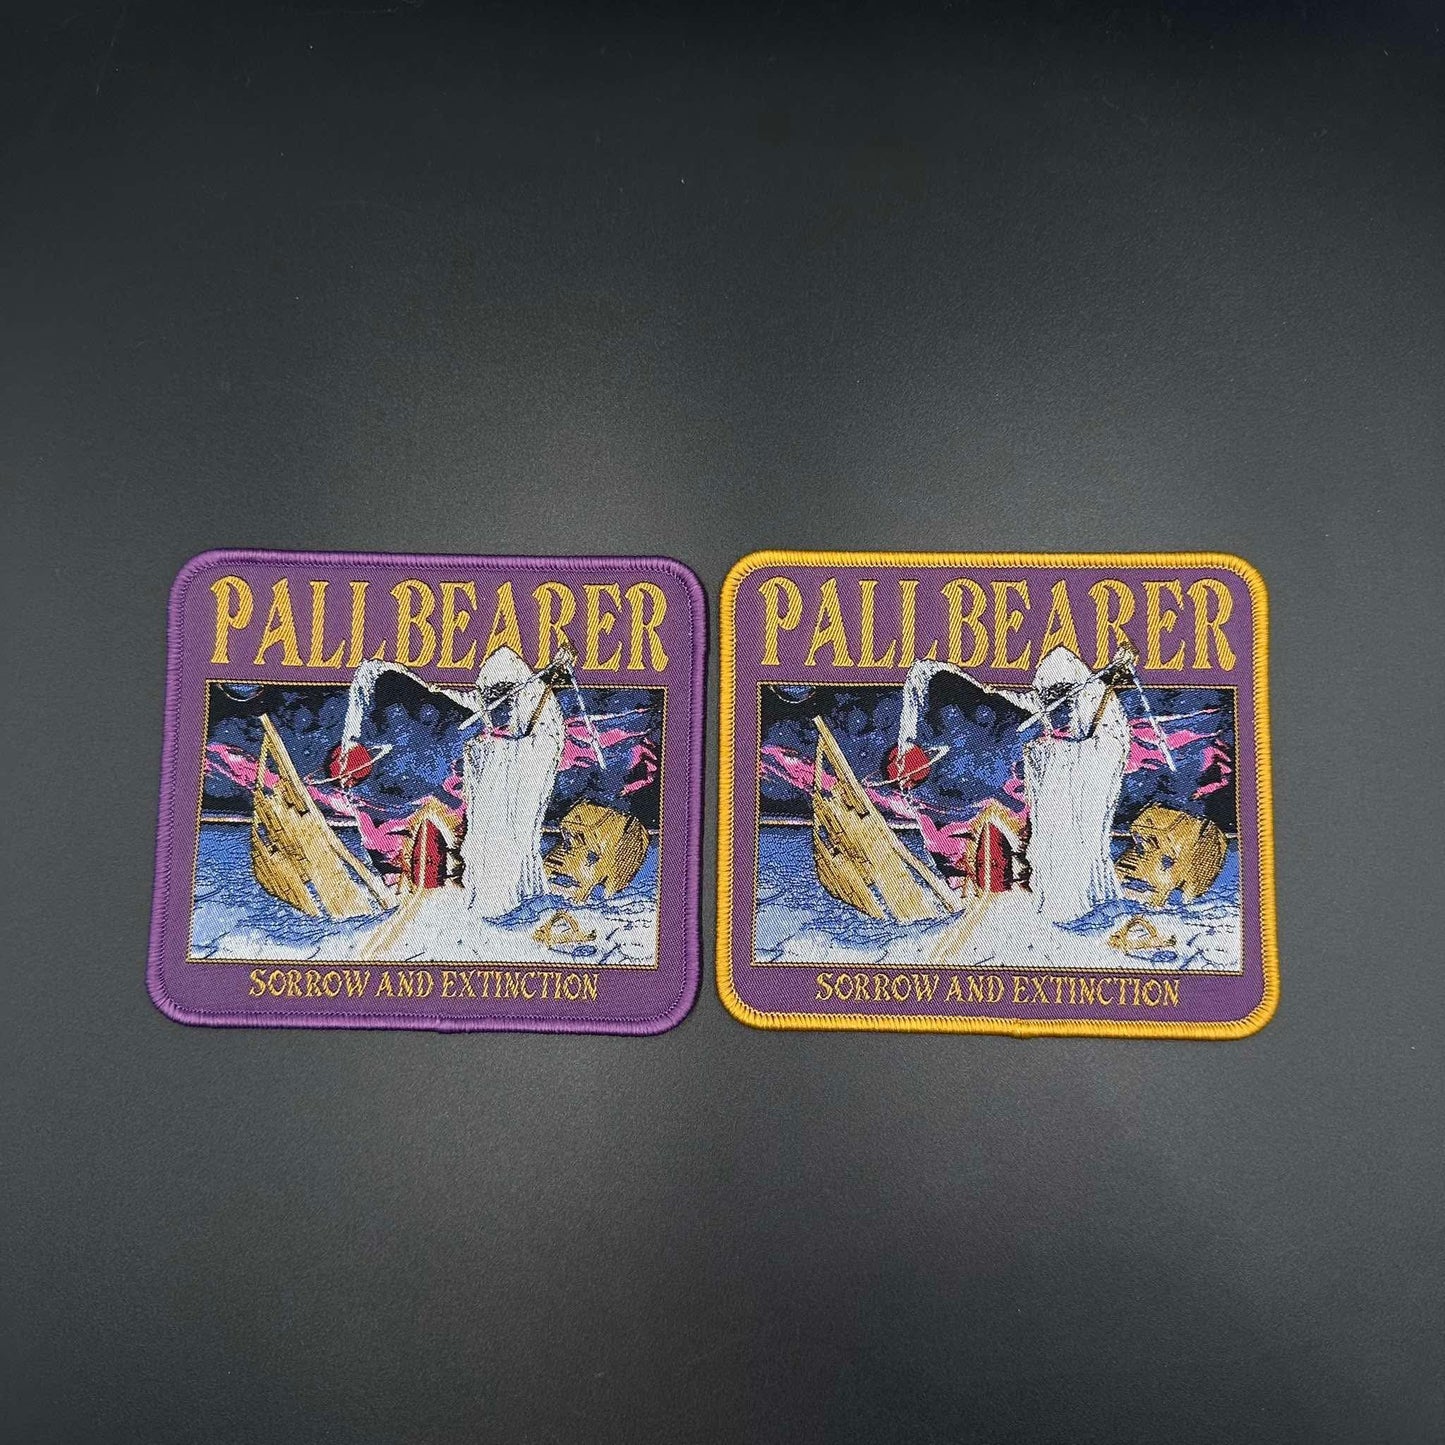 PALLBEARER
SORROW AND EXTINCTION
PALLBEARER
SORROW AND EXTINCTION